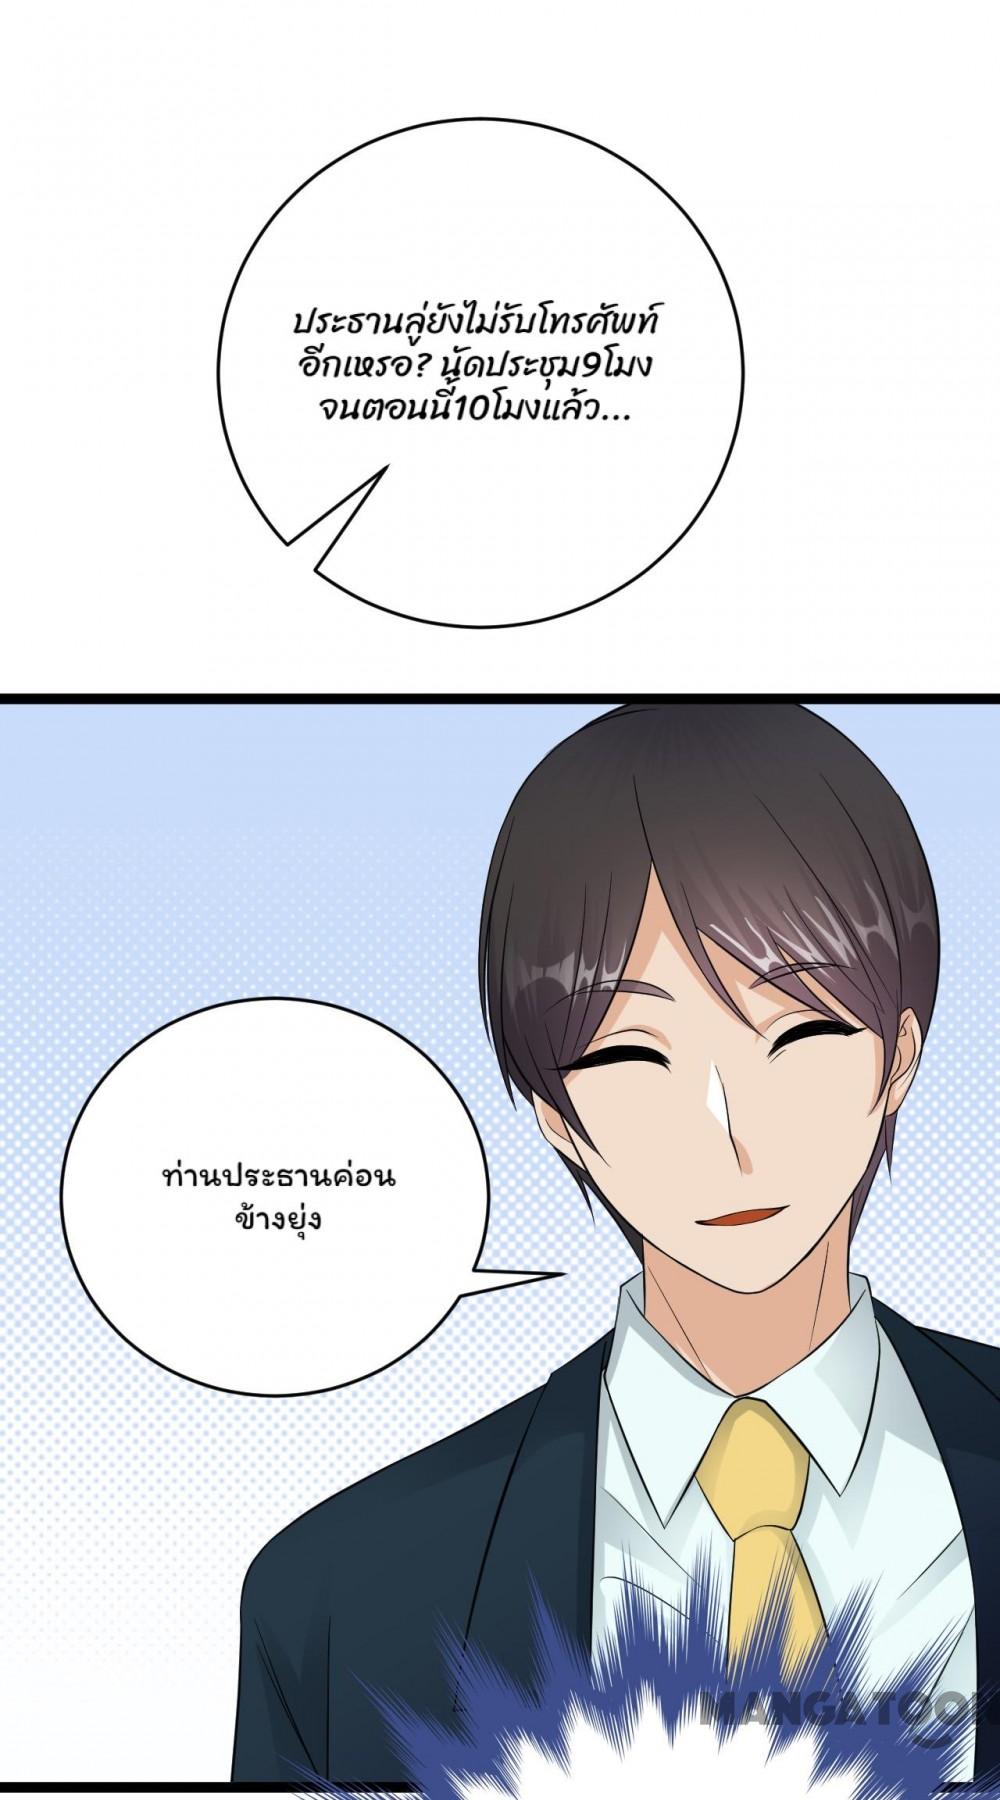 ประธานลู่ยังไม่รับโทรศัพท์
อีกเหรอ? นัดประชุม9โมง
จนตอนนี้10โมงแล้ว...
ท่านประธานค่อน
ข้างยุ่ง
MANGATOON